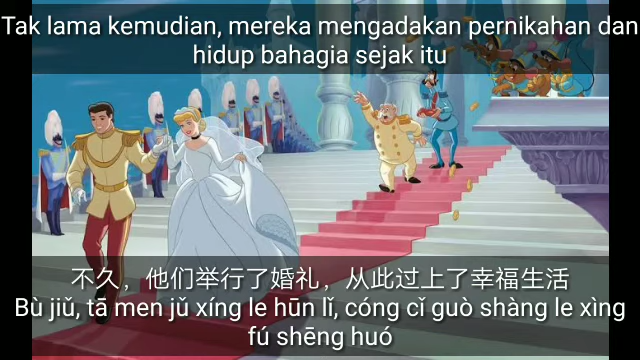 Tak lama kemudian, mereka mengadakan pernikahan dan
hidup bahagia sejak itu
不久，他们举行了婚礼，从此过上了幸福生活
Bù jiǔ, tā men jǔ xíng le hūn lǐ, cóng cǐ guò shàng le xìng
fú shēng huó